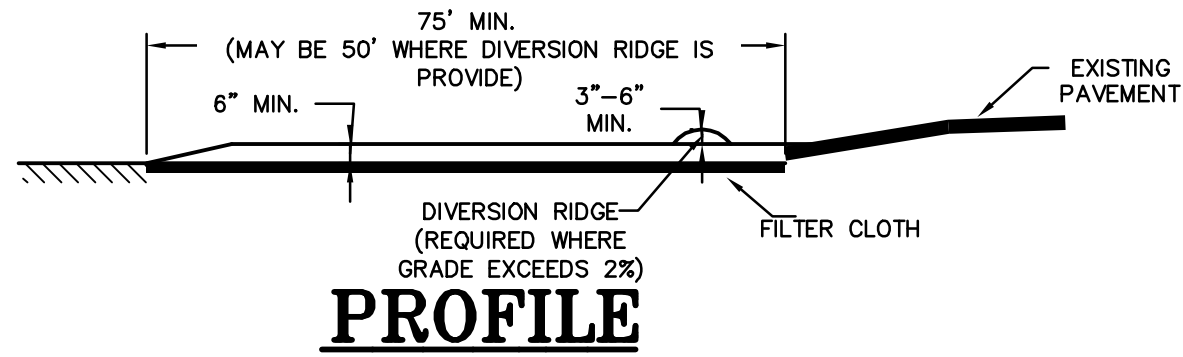 75' MIN.
(MAY BE 50' WHERE DIVERSION RIDGE IS
PROVIDE)
6" MIN.
3"-6"
MIN.
EXISTING
PAVEMENT
DIVERSION RIDGE
(REQUIRED WHERE
GRADE EXCEEDS 2%)
FILTER CLOTH
PROFILE